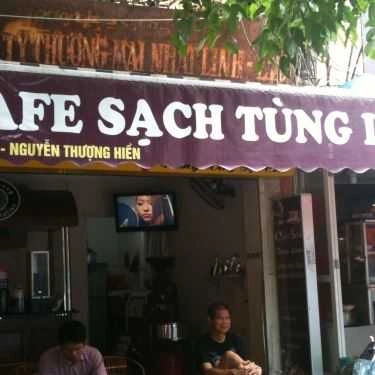 TY THƯƠNG MẠI NHẬT LINH
AFE SẠCH TÙNG
- NGUYỄN THƯỢNG HIỀN